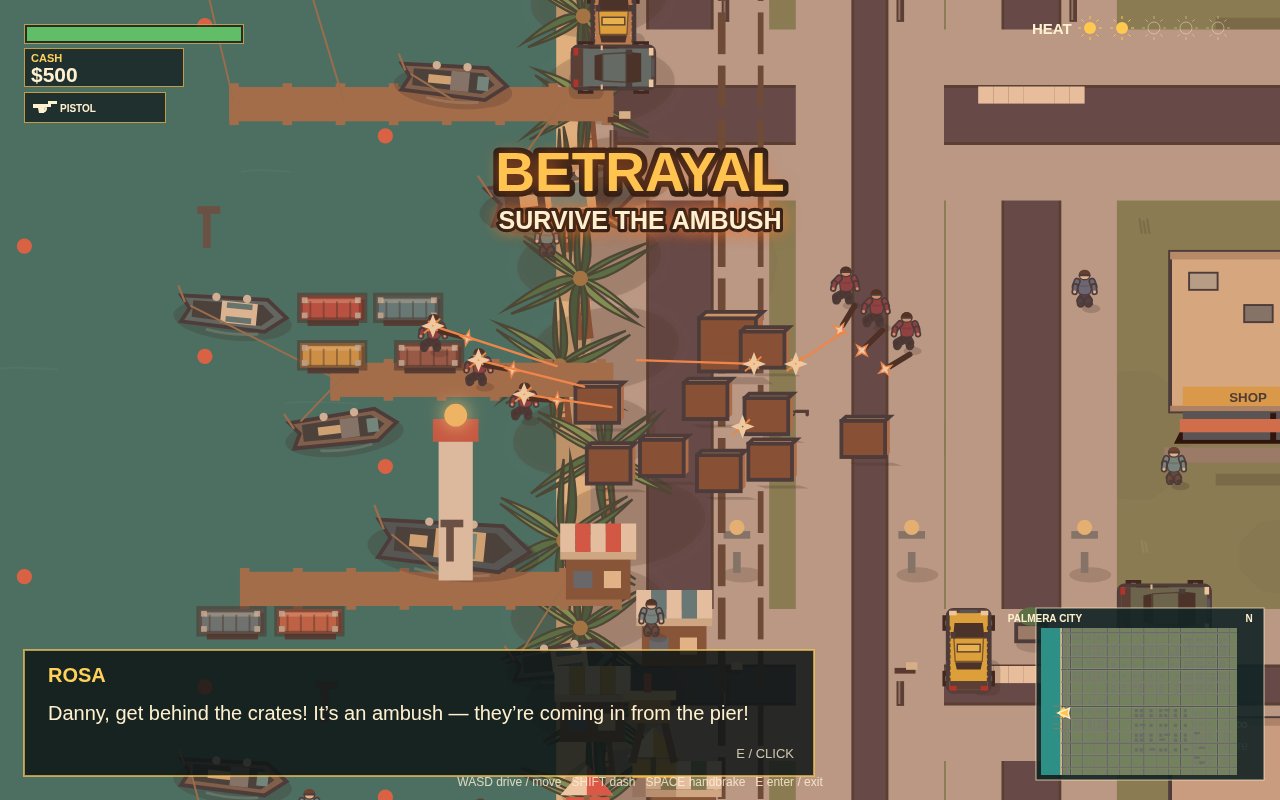 CASH
$500
PISTOL
HEAT
BETRAYAL
SURVIVE THE AMBUSH
SHOP
PALMERA CITY
N
ROSA
Danny, get behind the crates! It’s an ambush — they’re coming in from the pier!
E / CLICK
WASD drive / move SHIFT dash SPACE handbrake E enter / exit